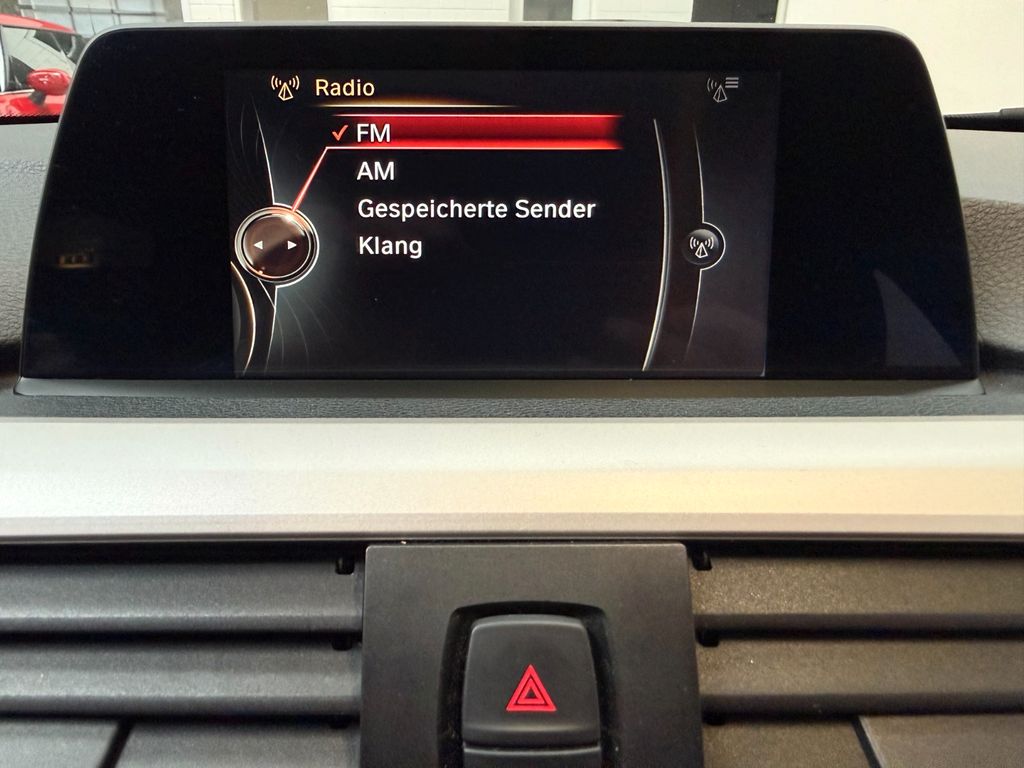 Radio
FM
AM
Gespeicherte Sender
Klang